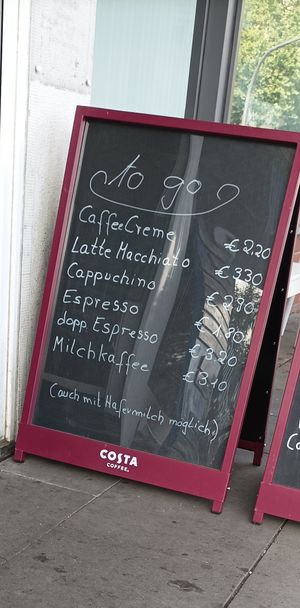 to go
CaffeeCreme €2,20
Latte Macchiato €3,30
Cappuchino €2,90
Espresso €1,80
dopp. Espresso €3,20
Milchkaffee €3,10
(auch mit Hafermilch möglich,)
COSTA
COFFEE